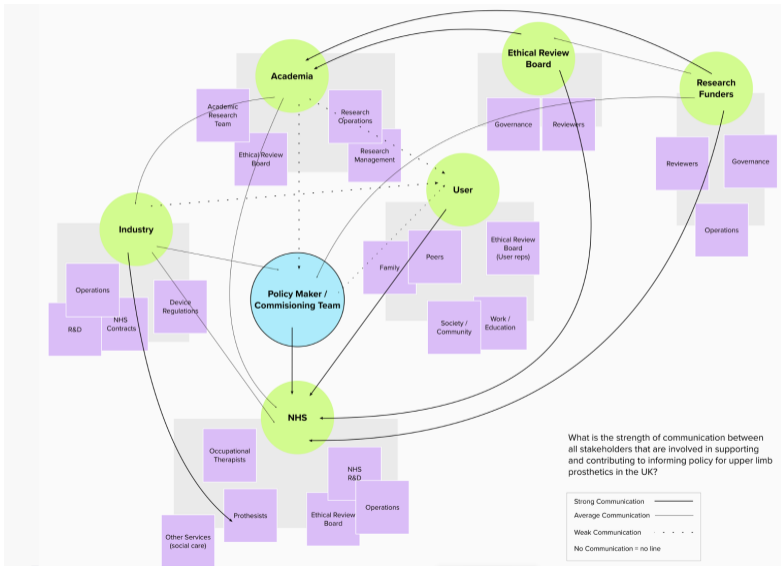 Academia
Academic
Research
Team
Research
Operations
Ethical Review
Board
Research
Management
Ethical Review
Board
Governance
Reviewers
Research
Funders
Reviewers
Governance
Operations
User
Family
Peers
Ethical Review
Board
(User reps)
Society /
Community
Work /
Education
Industry
Operations
R&D
NHS
Contracts
Device
Regulations
Policy Maker /
Commisioning Team
NHS
Occupational
Therapists
NHS
R&D
Prothesists
Ethical Review
Board
Operations
Other Services
(social care)
What is the strength of communication between
all stakeholders that are involved in supporting
and contributing to informing policy for upper limb
prosthetics in the UK?
Strong Communication
Average Communication
Weak Communication
No Communication = no line